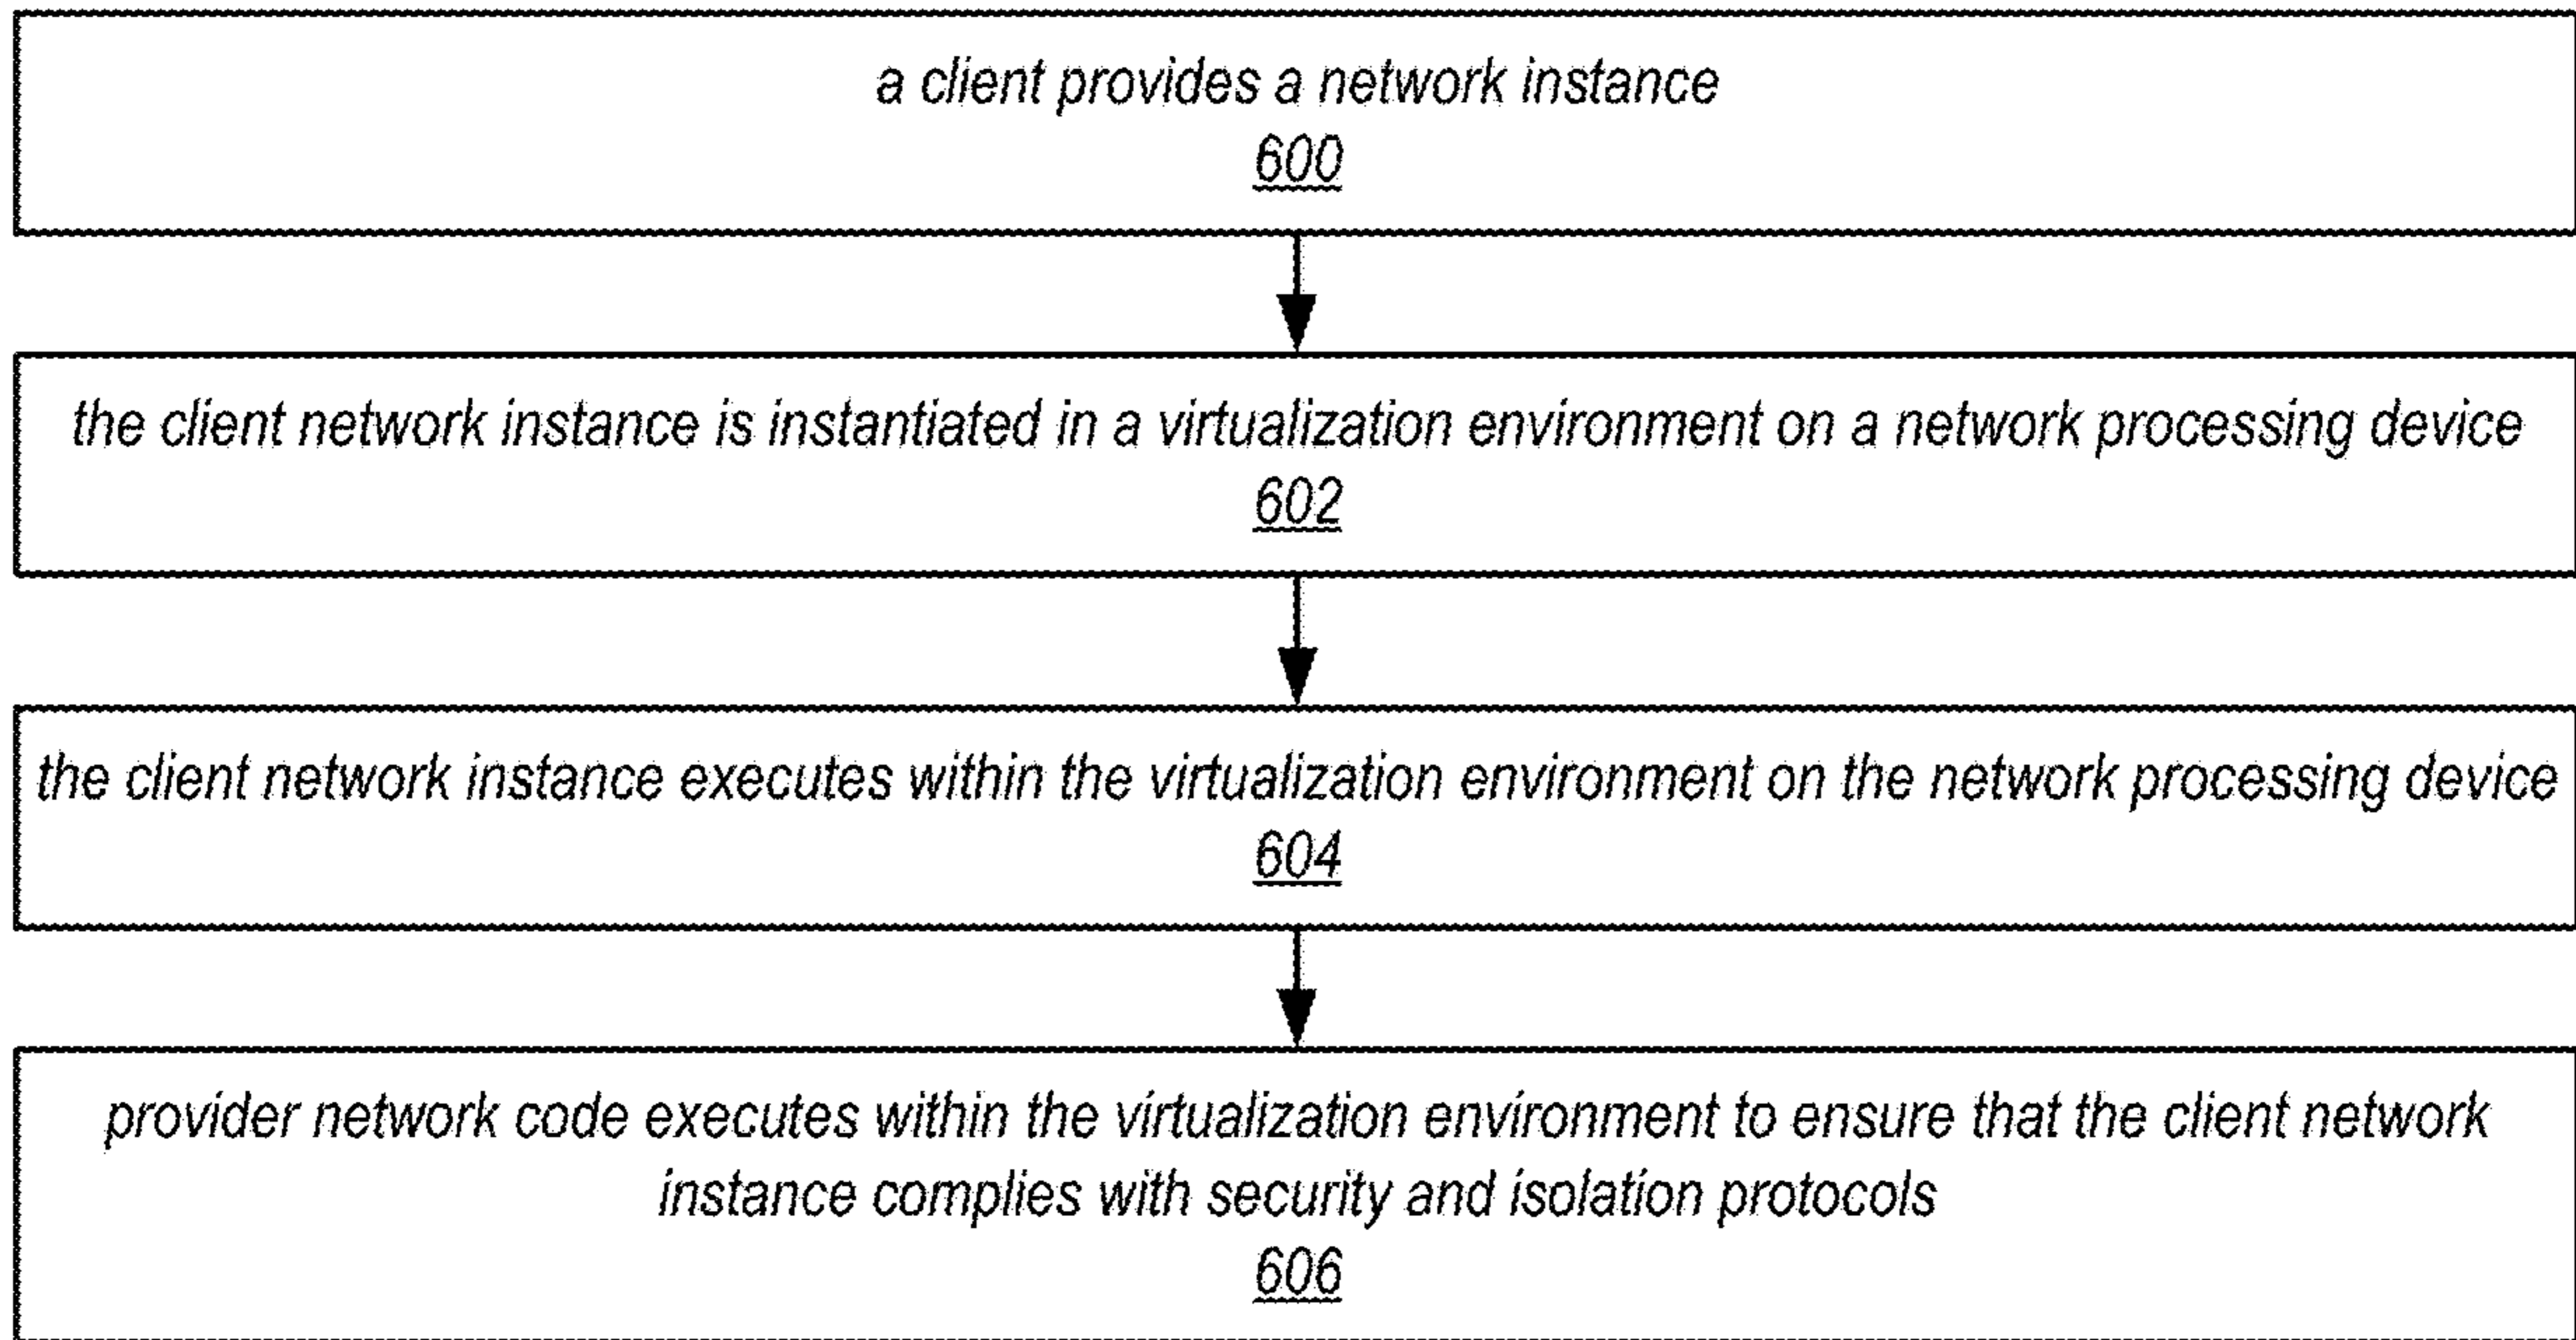 a client provides a network instance
600
the client network instance is instantiated in a virtualization environment on a network processing device
602
the client network instance executes within the virtualization environment on the network processing device
604
provider network code executes within the virtualization environment to ensure that the client network
instance complies with security and isolation protocols
606